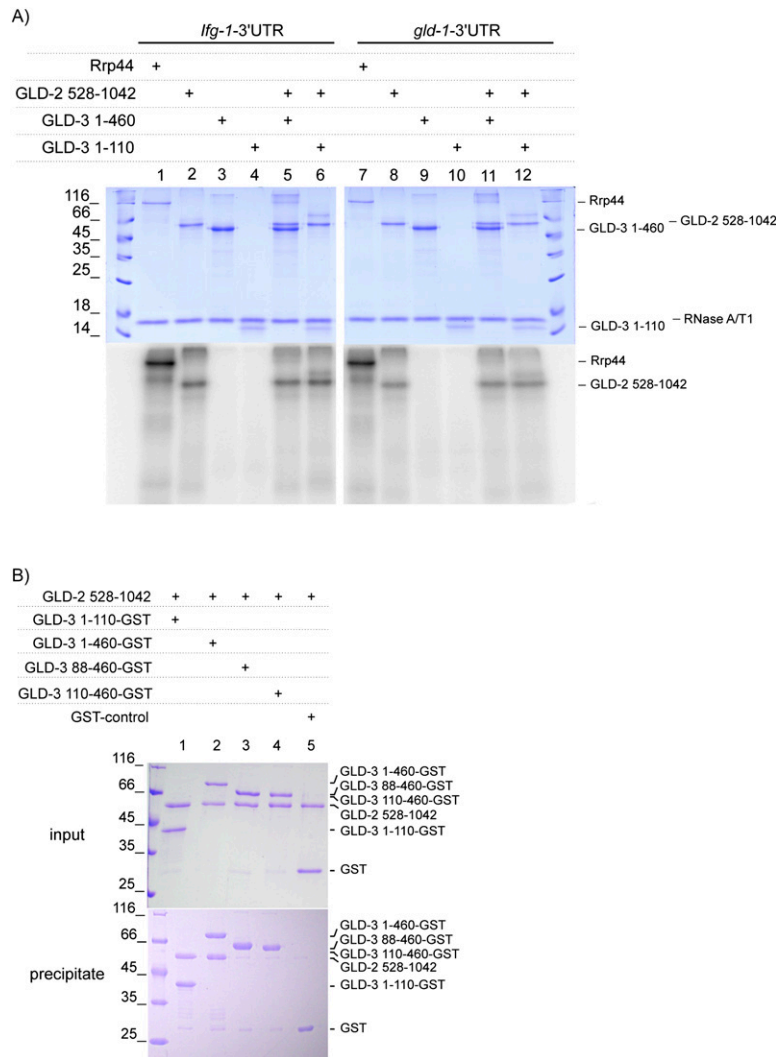 A)
lfg-1-3'UTR gld-1-3'UTR
Rrp44 + +
GLD-2 528-1042 + + + + + +
GLD-3 1-460 + + + +
GLD-3 1-110 + + + +
1 2 3 4 5 6 7 8 9 10 11 12
116
66
45
35
25
18
14
Rrp44
GLD-2 528-1042
GLD-3 1-460
RNase A/T1
GLD-3 1-110
Rrp44
GLD-2 528-1042
B)
GLD-2 528-1042 + + + + +
GLD-3 1-110-GST +
GLD-3 1-460-GST +
GLD-3 88-460-GST +
GLD-3 110-460-GST +
GST-control +
1 2 3 4 5
116
66
45
35
25
input
GLD-3 1-460-GST
GLD-3 88-460-GST
GLD-3 110-460-GST
GLD-2 528-1042
GLD-3 1-110-GST
GST
116
66
45
35
25
precipitate
GLD-3 1-460-GST
GLD-3 88-460-GST
GLD-3 110-460-GST
GLD-2 528-1042
GLD-3 1-110-GST
GST